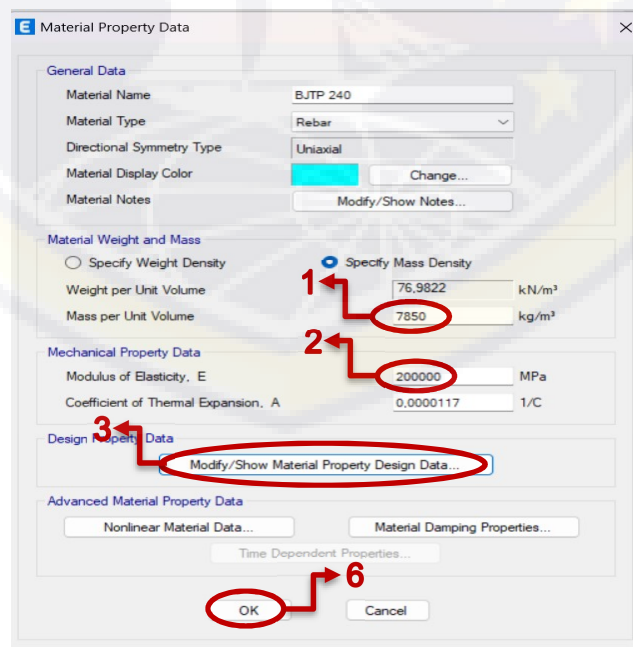 E Material Property Data
General Data
Material Name BJTP 240
Material Type Rebar
Directional Symmetry Type Uniaxial
Material Display Color Change...
Material Notes Modify/Show Notes...
Material Weight and Mass
Specify Weight Density Specify Mass Density
1
Weight per Unit Volume 76,9822 kN/m³
Mass per Unit Volume 7850 kg/m³
2
Mechanical Property Data
Modulus of Elasticity, E 200000 MPa
Coefficient of Thermal Expansion, A 0,0000117 1/C
3
Design Property Data
Modify/Show Material Property Design Data...
Advanced Material Property Data
Nonlinear Material Data... Material Damping Properties...
Time Dependent Properties...
6
OK Cancel